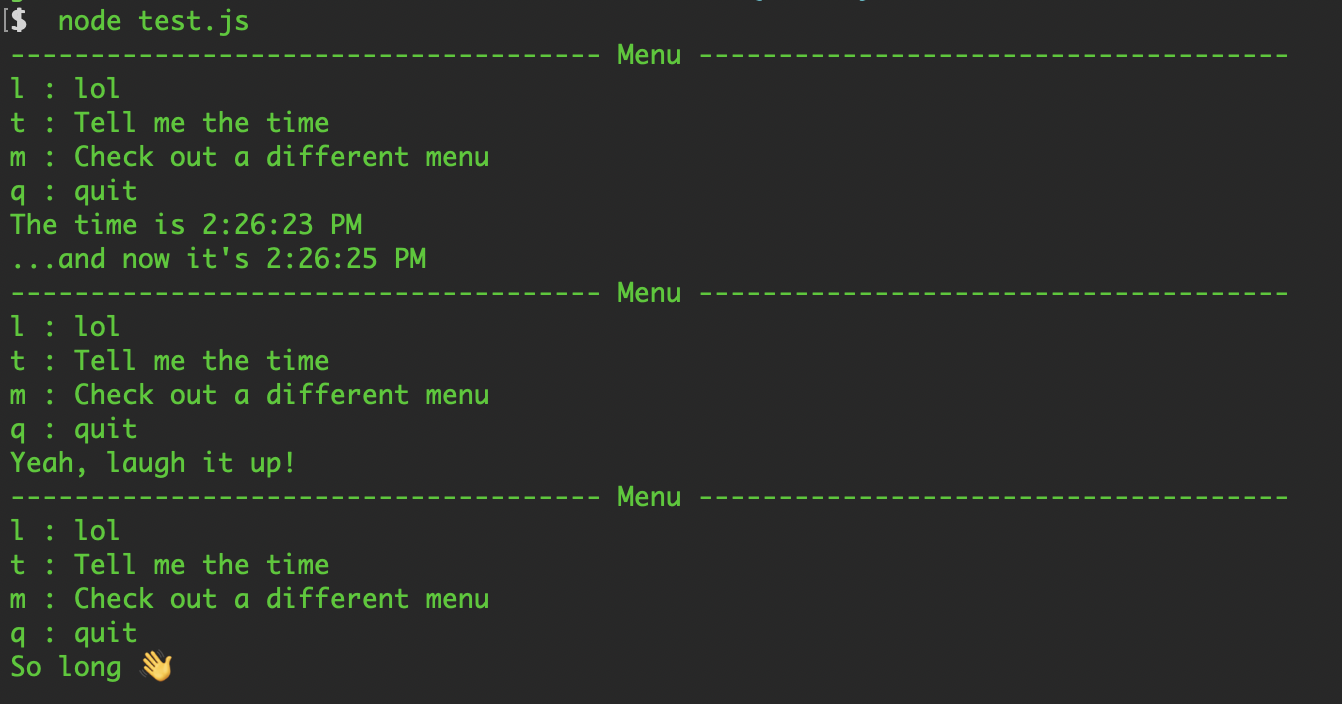 [$ node test.js
------------------------------------- Menu -------------------------------------
l : lol
t : Tell me the time
m : Check out a different menu
q : quit
The time is 2:26:23 PM
...and now it's 2:26:25 PM
------------------------------------- Menu -------------------------------------
l : lol
t : Tell me the time
m : Check out a different menu
q : quit
Yeah, laugh it up!
------------------------------------- Menu -------------------------------------
l : lol
t : Tell me the time
m : Check out a different menu
q : quit
So long 👋